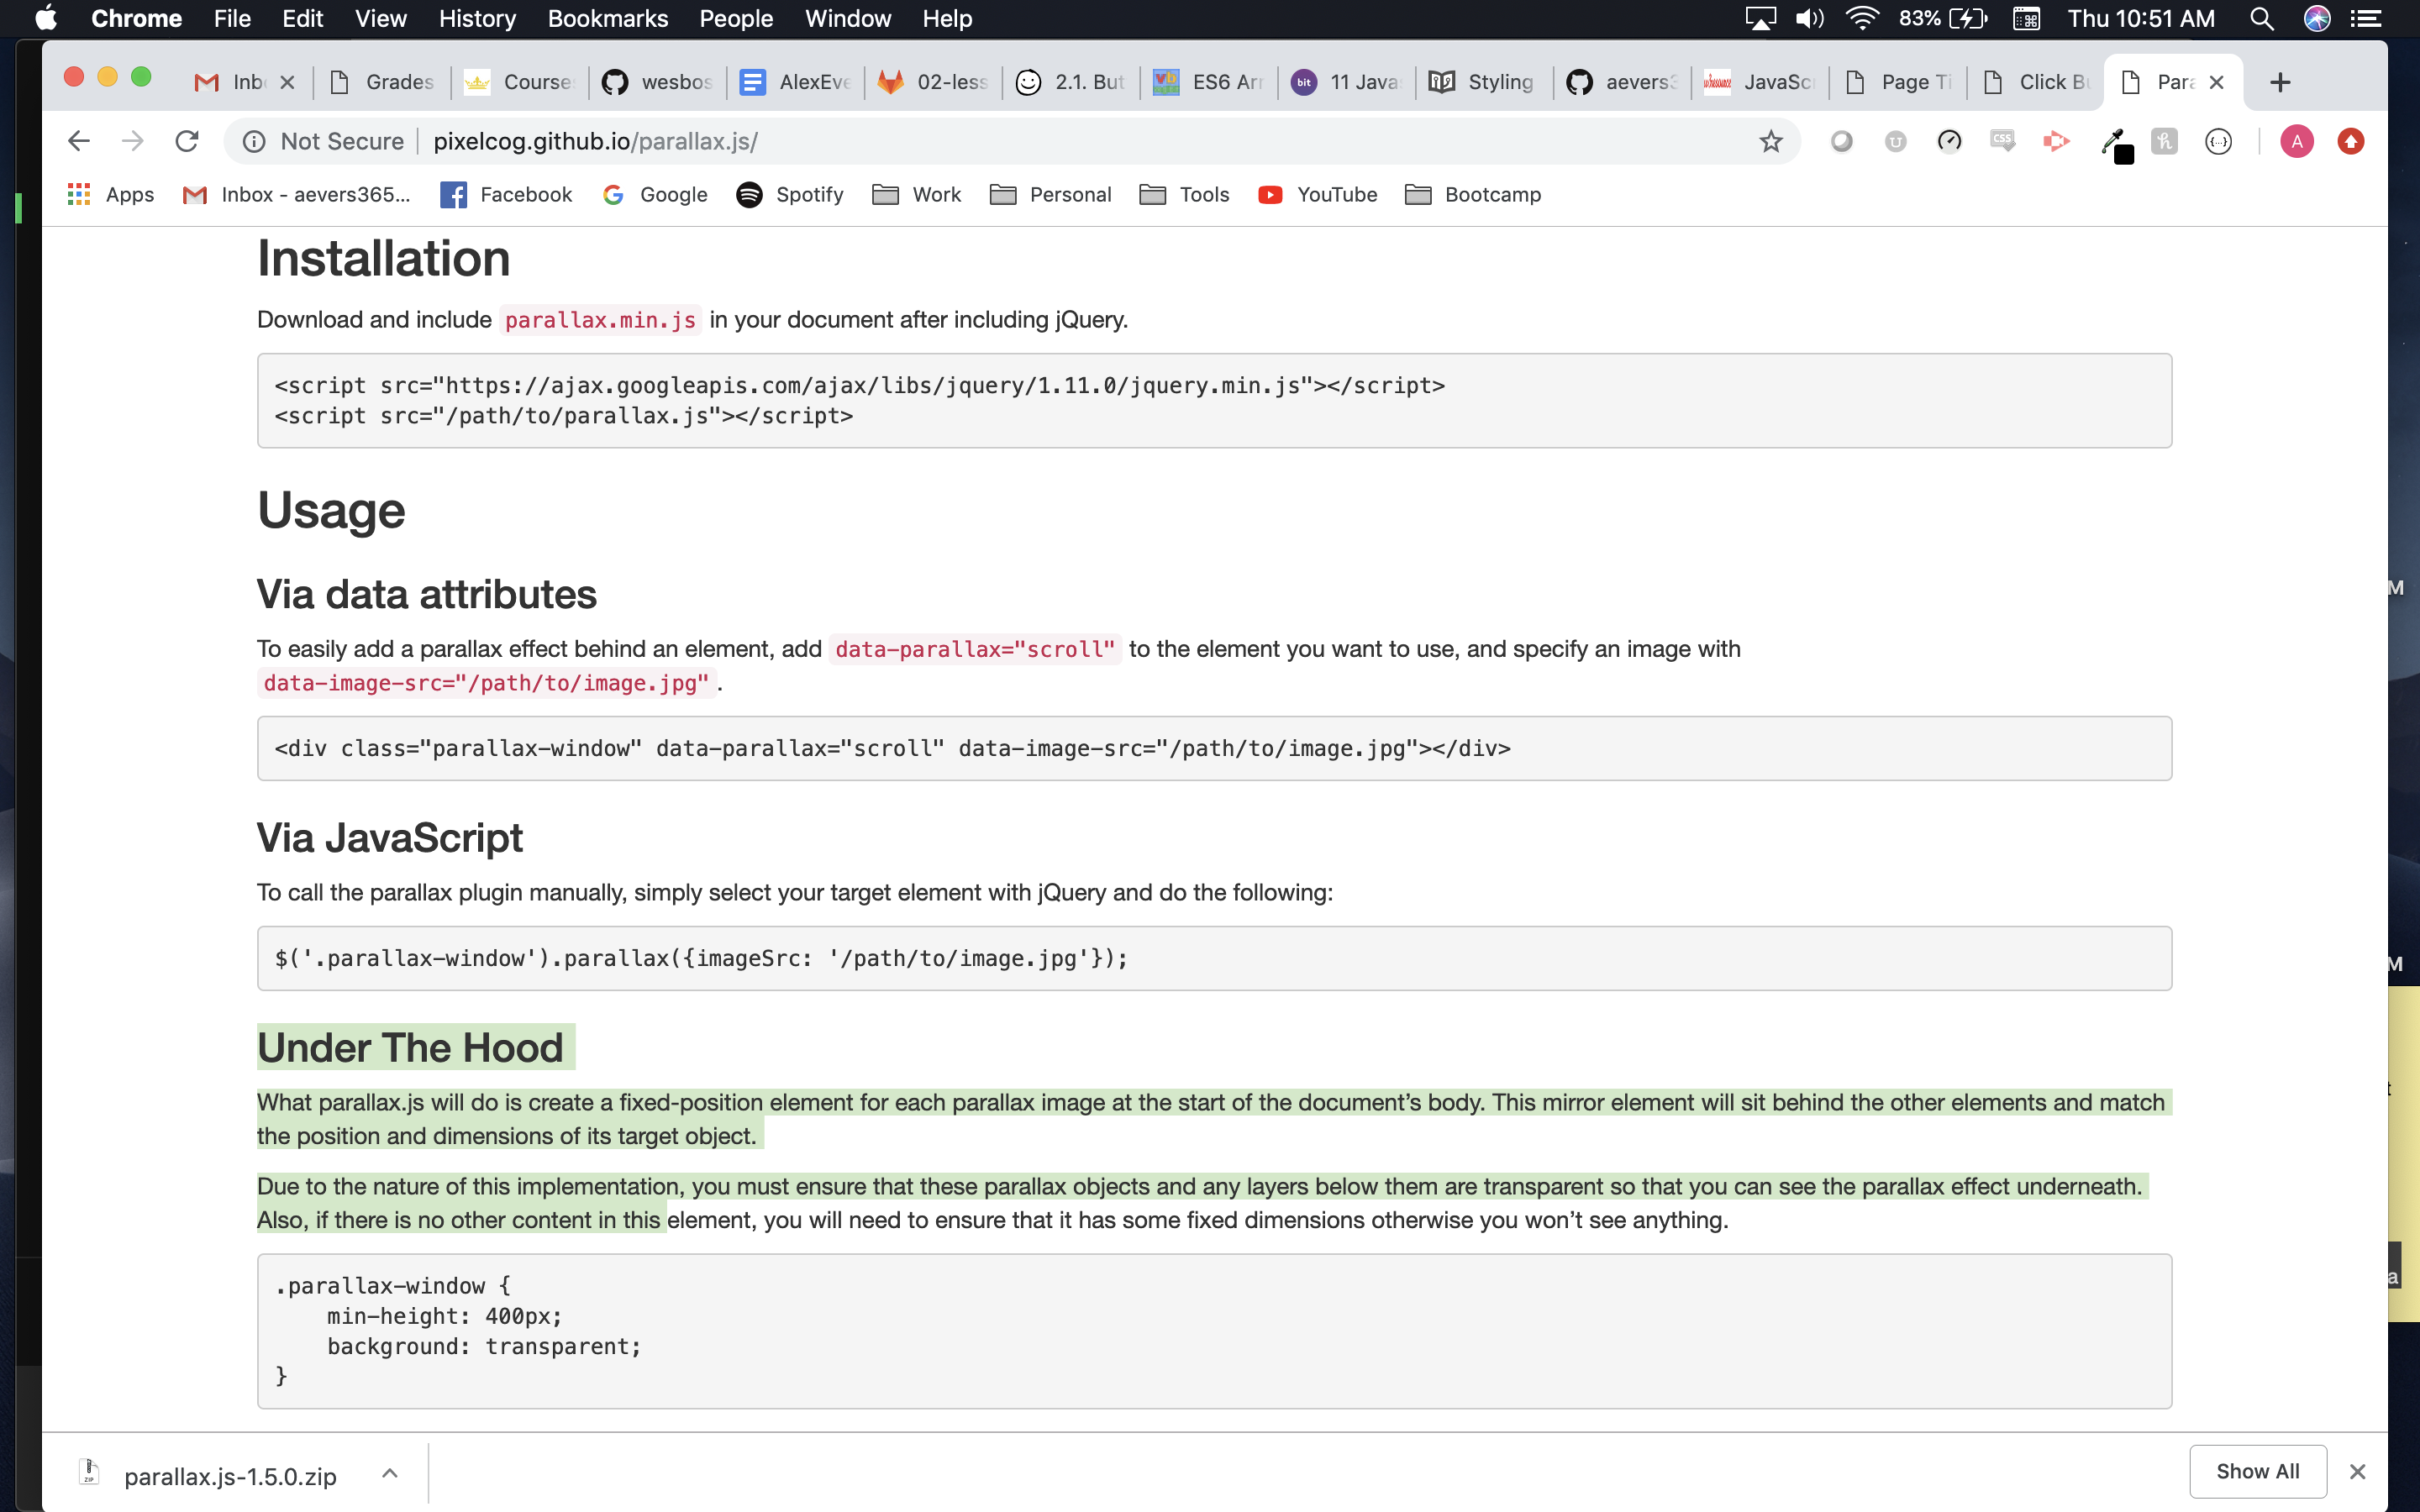 Chrome File Edit View History Bookmarks People Window Help 83% Thu 10:51 AM
Inb Grades Course wesbos AlexEve 02-less 2.1. But ES6 Arr bit 11 Java Styling aevers3 JavaScr Page Ti Click Bu Para
Not Secure pixelcog.github.io/parallax.js/ A
Apps Inbox - aevers365... Facebook Google Spotify Work Personal Tools YouTube Bootcamp
Installation
Download and include parallax.min.js in your document after including jQuery.
<script src="https://ajax.googleapis.com/ajax/libs/jquery/1.11.0/jquery.min.js"></script>
<script src="/path/to/parallax.js"></script>
Usage
Via data attributes
To easily add a parallax effect behind an element, add data-parallax="scroll" to the element you want to use, and specify an image with
data-image-src="/path/to/image.jpg".
<div class="parallax-window" data-parallax="scroll" data-image-src="/path/to/image.jpg"></div>
Via JavaScript
To call the parallax plugin manually, simply select your target element with jQuery and do the following:
$('.parallax-window').parallax({imageSrc: '/path/to/image.jpg'});
Under The Hood
What parallax.js will do is create a fixed-position element for each parallax image at the start of the document’s body. This mirror element will sit behind the other elements and match
the position and dimensions of its target object.
Due to the nature of this implementation, you must ensure that these parallax objects and any layers below them are transparent so that you can see the parallax effect underneath.
Also, if there is no other content in this element, you will need to ensure that it has some fixed dimensions otherwise you won’t see anything.
.parallax-window {
min-height: 400px;
background: transparent;
}
parallax.js-1.5.0.zip Show All